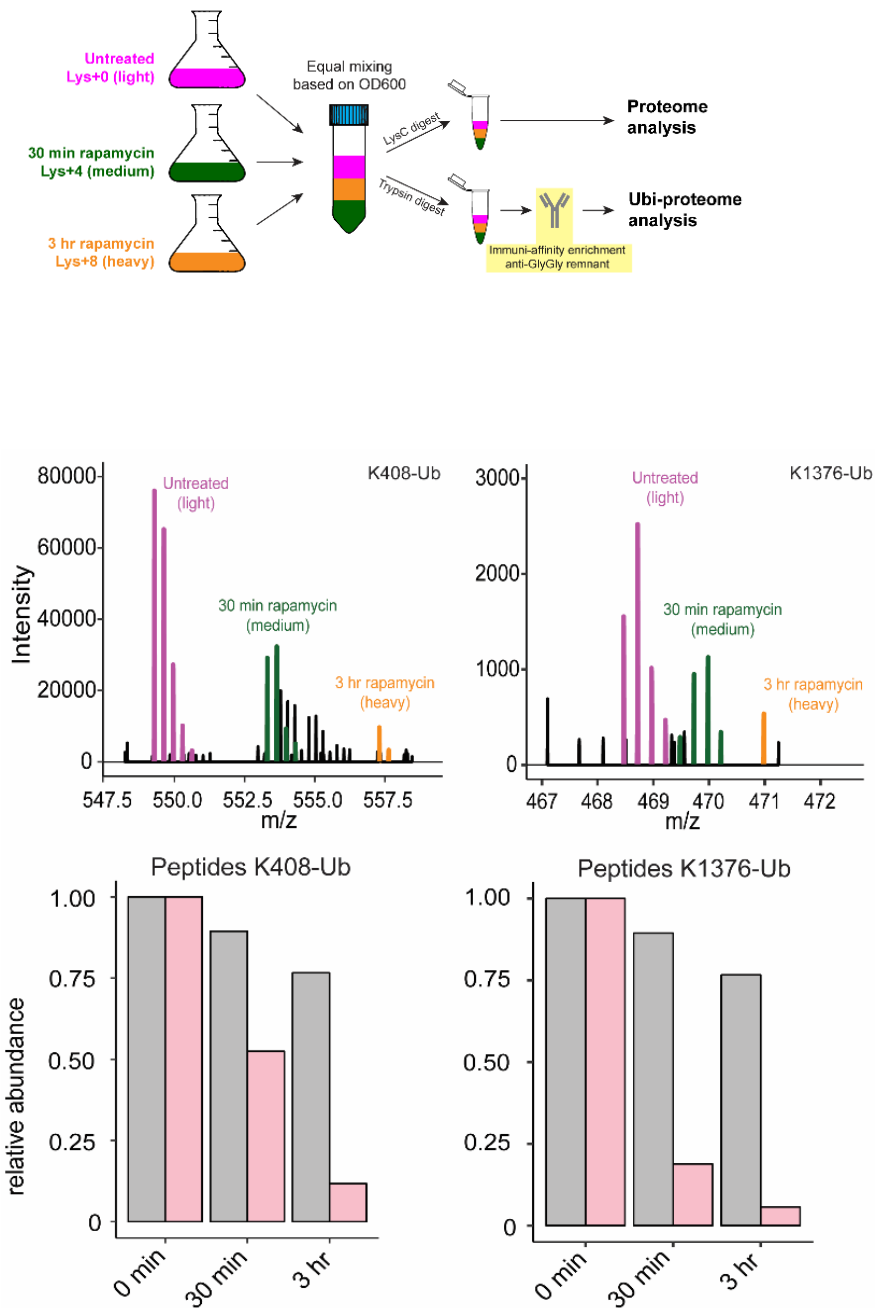 Untreated
Lys+0 (light)
30 min rapamycin
Lys+4 (medium)
3 hr rapamycin
Lys+8 (heavy)
Equal mixing
based on OD600
LysC digest
Trypsin digest
Proteome
analysis
Ubi-proteome
analysis
Immuni-affinity enrichment
anti-GlyGly remnant
K408-Ub
Untreated
(light)
30 min rapamycin
(medium)
3 hr rapamycin
(heavy)
Intensity
80000
60000
40000
20000
0
547.5 550.0 552.5 555.0 557.5
m/z
K1376-Ub
Untreated
(light)
30 min rapamycin
(medium)
3 hr rapamycin
(heavy)
3000
2000
1000
0
467 468 469 470 471 472
m/z
Peptides K408-Ub
relative abundance
1.00
0.75
0.50
0.25
0
0 min
30 min
3 hr
Peptides K1376-Ub
1.00
0.75
0.50
0.25
0
0 min
30 min
3 hr